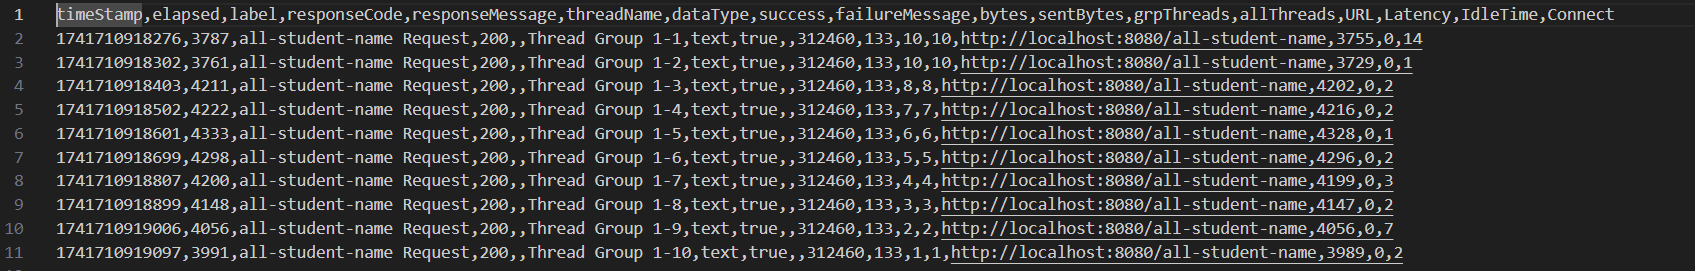 1 timeStamp,elapsed,label,responseCode,responseMessage,threadName,dataType,success,failureMessage,bytes,sentBytes,grpThreads,allThreads,URL,Latency,IdleTime,Connect
2 1741710918276,3787,all-student-name Request,200,,Thread Group 1-1,text,true,,312460,133,10,10,http://localhost:8080/all-student-name,3755,0,14
3 1741710918302,3761,all-student-name Request,200,,Thread Group 1-2,text,true,,312460,133,10,10,http://localhost:8080/all-student-name,3729,0,1
4 1741710918403,4211,all-student-name Request,200,,Thread Group 1-3,text,true,,312460,133,8,8,http://localhost:8080/all-student-name,4202,0,2
5 1741710918502,4222,all-student-name Request,200,,Thread Group 1-4,text,true,,312460,133,7,7,http://localhost:8080/all-student-name,4216,0,2
6 1741710918601,4333,all-student-name Request,200,,Thread Group 1-5,text,true,,312460,133,6,6,http://localhost:8080/all-student-name,4328,0,1
7 1741710918699,4298,all-student-name Request,200,,Thread Group 1-6,text,true,,312460,133,5,5,http://localhost:8080/all-student-name,4296,0,2
8 1741710918807,4200,all-student-name Request,200,,Thread Group 1-7,text,true,,312460,133,4,4,http://localhost:8080/all-student-name,4199,0,3
9 1741710918899,4148,all-student-name Request,200,,Thread Group 1-8,text,true,,312460,133,3,3,http://localhost:8080/all-student-name,4147,0,2
10 1741710919006,4056,all-student-name Request,200,,Thread Group 1-9,text,true,,312460,133,2,2,http://localhost:8080/all-student-name,4056,0,7
11 1741710919097,3991,all-student-name Request,200,,Thread Group 1-10,text,true,,312460,133,1,1,http://localhost:8080/all-student-name,3989,0,2